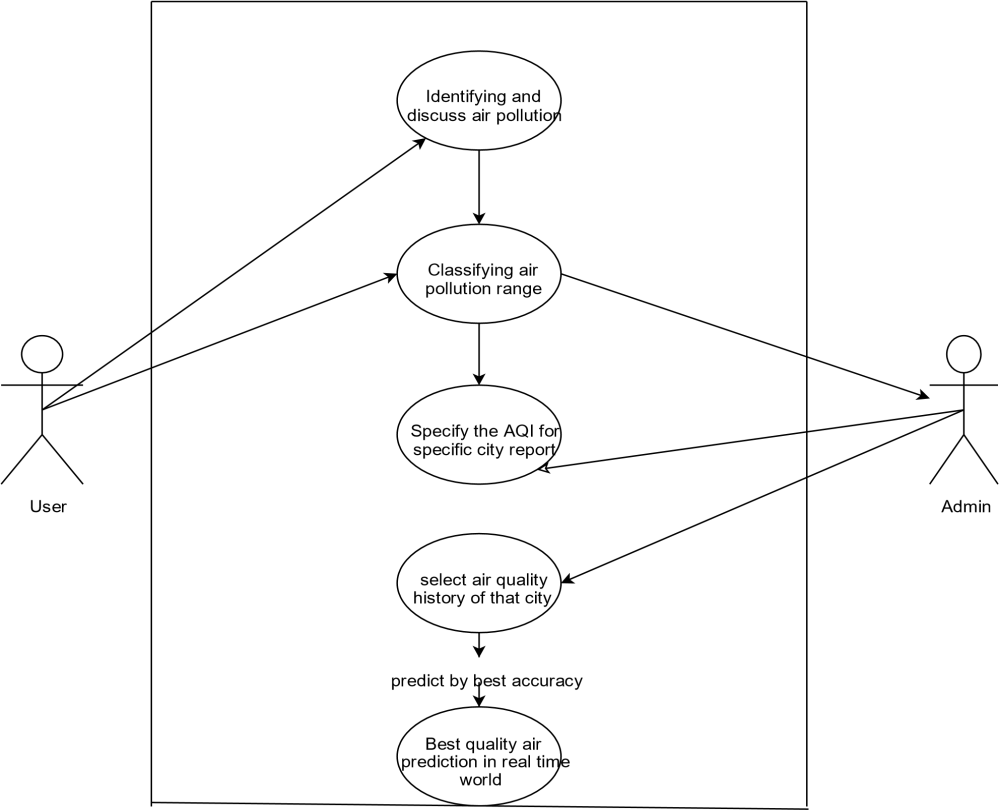 Identifying and
discuss air pollution
Classifying air
pollution range
Specify the AQI for
specific city report
User
Admin
select air quality
history of that city
predict by best accuracy
Best quality air
prediction in real time
world